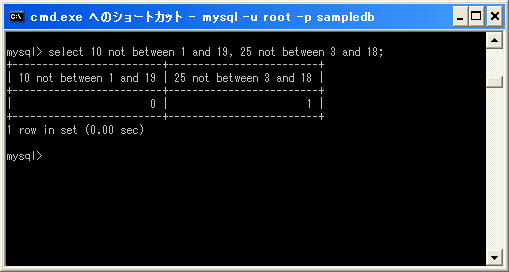 cmd.exe へのショートカット - mysql -u root -p sampledb
mysql> select 10 not between 1 and 19, 25 not between 3 and 18;
+-------------------------+-------------------------+
| 10 not between 1 and 19 | 25 not between 3 and 18 |
+-------------------------+-------------------------+
|                       0 |                       1 |
+-------------------------+-------------------------+
1 row in set (0.00 sec)
mysql>